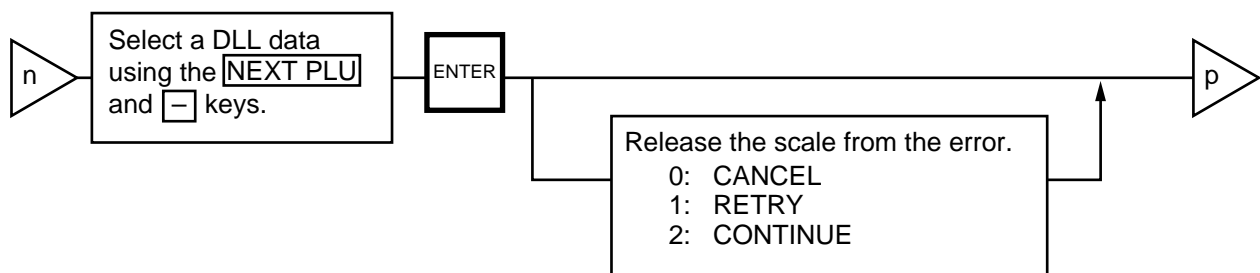 n
Select a DLL data
using the NEXT PLU
and – keys.
ENTER
p
Release the scale from the error.
0: CANCEL
1: RETRY
2: CONTINUE